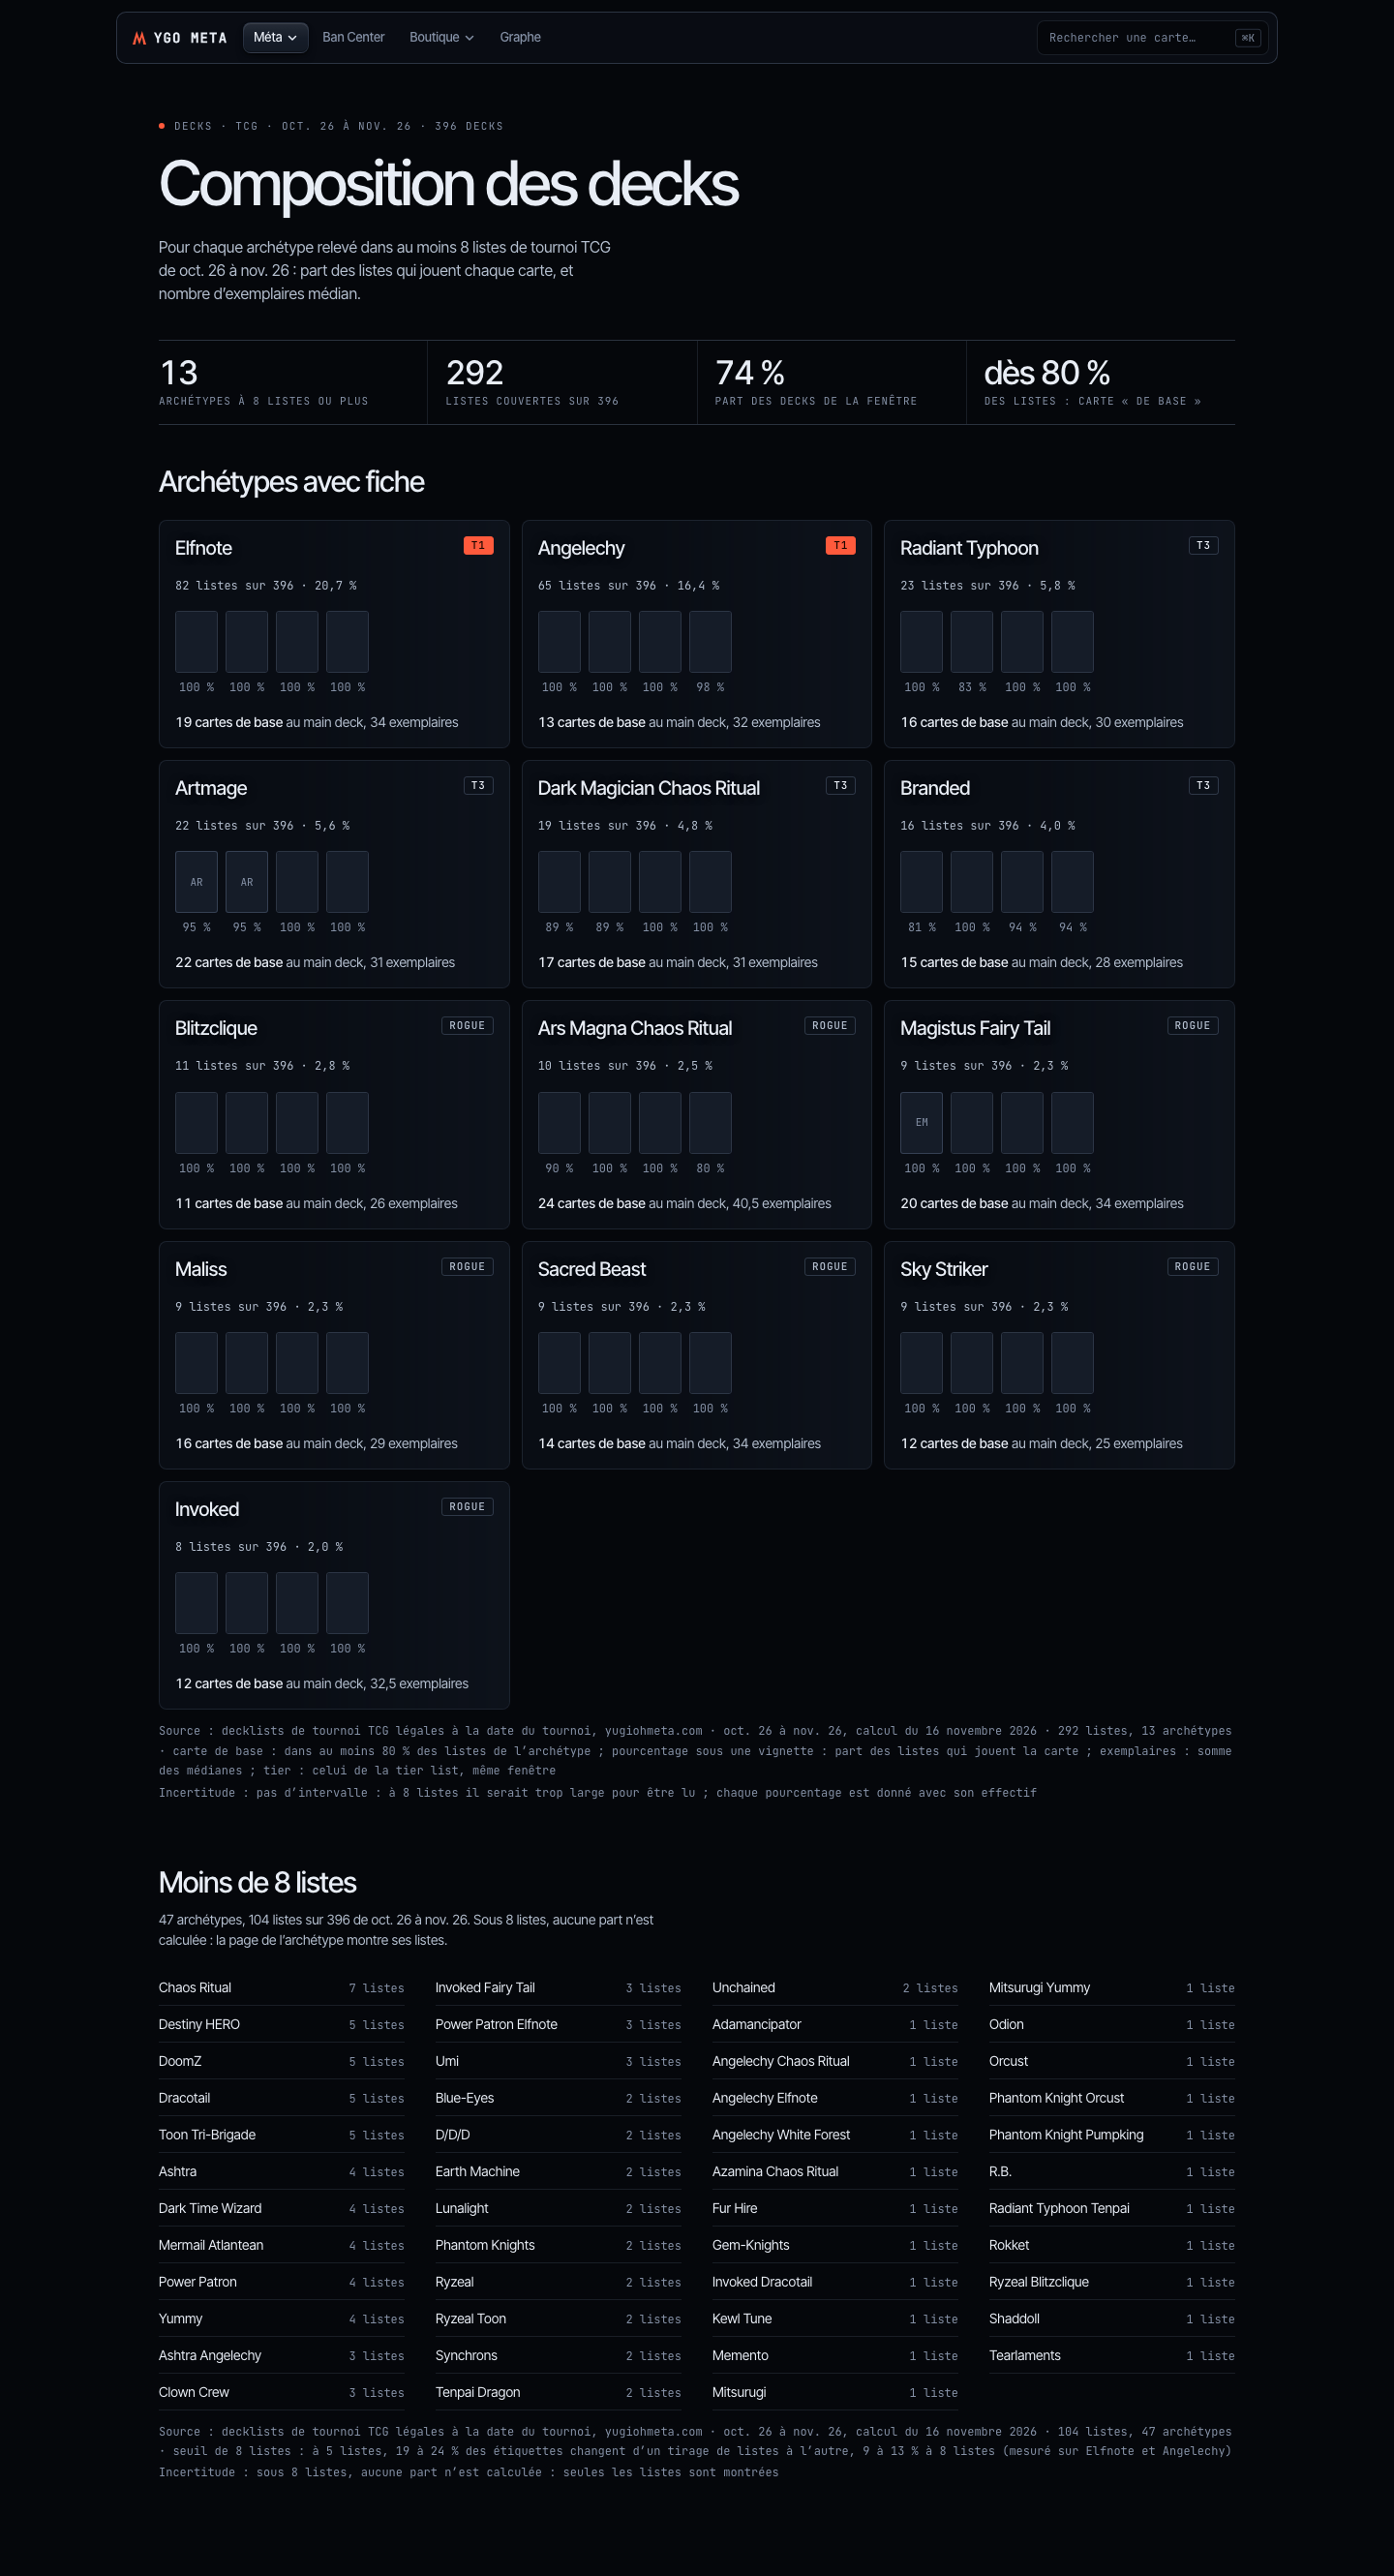 YGO META
Méta
Ban Center
Boutique
Graphe
Rechercher une carte…
⌘K
DECKS · TCG · OCT. 26 À NOV. 26 · 396 DECKS
Composition des decks
Pour chaque archétype relevé dans au moins 8 listes de tournoi TCG
de oct. 26 à nov. 26 : part des listes qui jouent chaque carte, et
nombre d’exemplaires médian.
13
ARCHÉTYPES À 8 LISTES OU PLUS
292
LISTES COUVERTES SUR 396
74 %
PART DES DECKS DE LA FENÊTRE
dès 80 %
DES LISTES : CARTE « DE BASE »
Archétypes avec fiche
Elfnote
T1
82 listes sur 396 · 20,7 %
100 % 100 % 100 % 100 %
19 cartes de base au main deck, 34 exemplaires
Angelechy
T1
65 listes sur 396 · 16,4 %
100 % 100 % 100 % 98 %
13 cartes de base au main deck, 32 exemplaires
Radiant Typhoon
T3
23 listes sur 396 · 5,8 %
100 % 83 % 100 % 100 %
16 cartes de base au main deck, 30 exemplaires
Artmage
T3
22 listes sur 396 · 5,6 %
AR AR
95 % 95 % 100 % 100 %
22 cartes de base au main deck, 31 exemplaires
Dark Magician Chaos Ritual
T3
19 listes sur 396 · 4,8 %
89 % 89 % 100 % 100 %
17 cartes de base au main deck, 31 exemplaires
Branded
T3
16 listes sur 396 · 4,0 %
81 % 100 % 94 % 94 %
15 cartes de base au main deck, 28 exemplaires
Blitzclique
ROGUE
11 listes sur 396 · 2,8 %
100 % 100 % 100 % 100 %
11 cartes de base au main deck, 26 exemplaires
Ars Magna Chaos Ritual
ROGUE
10 listes sur 396 · 2,5 %
90 % 100 % 100 % 80 %
24 cartes de base au main deck, 40,5 exemplaires
Magistus Fairy Tail
ROGUE
9 listes sur 396 · 2,3 %
EM
100 % 100 % 100 % 100 %
20 cartes de base au main deck, 34 exemplaires
Maliss
ROGUE
9 listes sur 396 · 2,3 %
100 % 100 % 100 % 100 %
16 cartes de base au main deck, 29 exemplaires
Sacred Beast
ROGUE
9 listes sur 396 · 2,3 %
100 % 100 % 100 % 100 %
14 cartes de base au main deck, 34 exemplaires
Sky Striker
ROGUE
9 listes sur 396 · 2,3 %
100 % 100 % 100 % 100 %
12 cartes de base au main deck, 25 exemplaires
Invoked
ROGUE
8 listes sur 396 · 2,0 %
100 % 100 % 100 % 100 %
12 cartes de base au main deck, 32,5 exemplaires
Source : decklists de tournoi TCG légales à la date du tournoi, yugiohmeta.com · oct. 26 à nov. 26, calcul du 16 novembre 2026 · 292 listes, 13 archétypes
· carte de base : dans au moins 80 % des listes de l’archétype ; pourcentage sous une vignette : part des listes qui jouent la carte ; exemplaires : somme
des médianes ; tier : celui de la tier list, même fenêtre
Incertitude : pas d’intervalle : à 8 listes il serait trop large pour être lu ; chaque pourcentage est donné avec son effectif
Moins de 8 listes
47 archétypes, 104 listes sur 396 de oct. 26 à nov. 26. Sous 8 listes, aucune part n’est
calculée : la page de l’archétype montre ses listes.
Chaos Ritual 7 listes
Destiny HERO 5 listes
DoomZ 5 listes
Dracotail 5 listes
Toon Tri-Brigade 5 listes
Ashtra 4 listes
Dark Time Wizard 4 listes
Mermail Atlantean 4 listes
Power Patron 4 listes
Yummy 4 listes
Ashtra Angelechy 3 listes
Clown Crew 3 listes
Invoked Fairy Tail 3 listes
Power Patron Elfnote 3 listes
Umi 3 listes
Blue-Eyes 2 listes
D/D/D 2 listes
Earth Machine 2 listes
Lunalight 2 listes
Phantom Knights 2 listes
Ryzeal 2 listes
Ryzeal Toon 2 listes
Synchrons 2 listes
Tenpai Dragon 2 listes
Unchained 2 listes
Adamancipator 1 liste
Angelechy Chaos Ritual 1 liste
Angelechy Elfnote 1 liste
Angelechy White Forest 1 liste
Azamina Chaos Ritual 1 liste
Fur Hire 1 liste
Gem-Knights 1 liste
Invoked Dracotail 1 liste
Kewl Tune 1 liste
Memento 1 liste
Mitsurugi 1 liste
Mitsurugi Yummy 1 liste
Odion 1 liste
Orcust 1 liste
Phantom Knight Orcust 1 liste
Phantom Knight Pumpking 1 liste
R.B. 1 liste
Radiant Typhoon Tenpai 1 liste
Rokket 1 liste
Ryzeal Blitzclique 1 liste
Shaddoll 1 liste
Tearlaments 1 liste
Source : decklists de tournoi TCG légales à la date du tournoi, yugiohmeta.com · oct. 26 à nov. 26, calcul du 16 novembre 2026 · 104 listes, 47 archétypes
· seuil de 8 listes : à 5 listes, 19 à 24 % des étiquettes changent d’un tirage de listes à l’autre, 9 à 13 % à 8 listes (mesuré sur Elfnote et Angelechy)
Incertitude : sous 8 listes, aucune part n’est calculée : seules les listes sont montrées